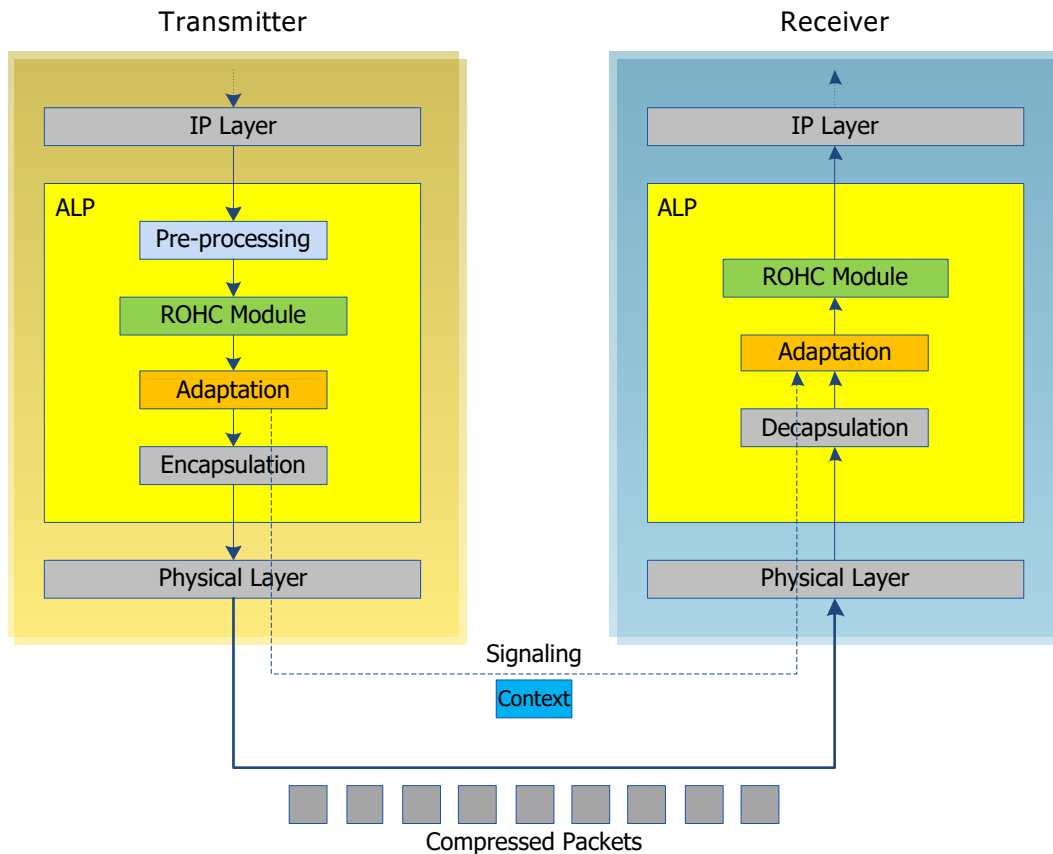 Transmitter
IP Layer
ALP
Pre-processing
ROHC Module
Adaptation
Encapsulation
Physical Layer
Receiver
IP Layer
ALP
ROHC Module
Adaptation
Decapsulation
Physical Layer
Signaling
Context
Compressed Packets